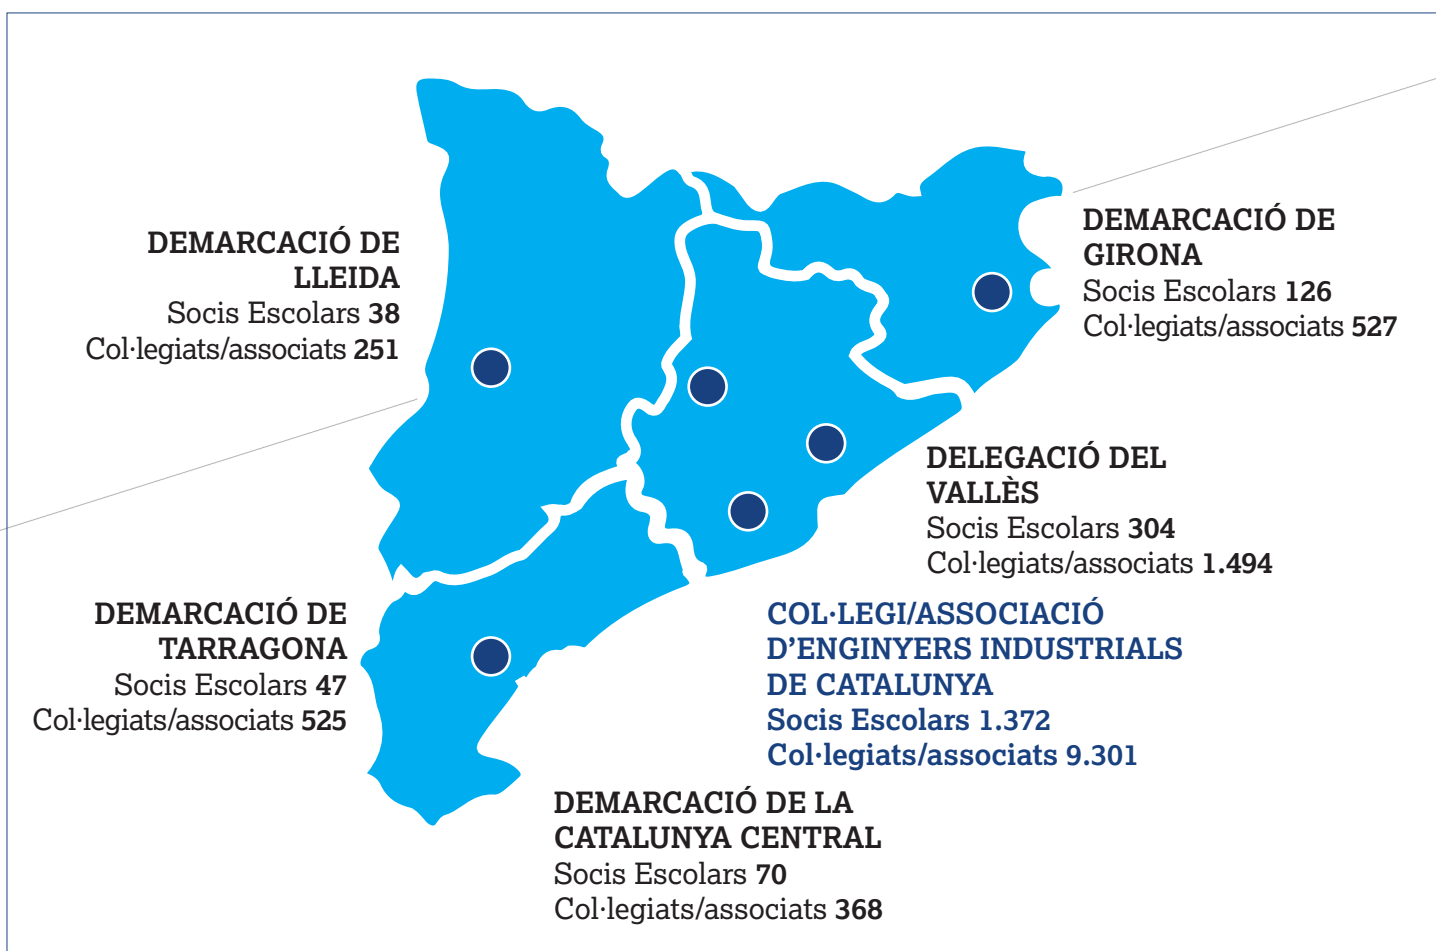 DEMARCACIÓ DE
LLEIDA
Socis Escolars 38
Col·legiats/associats 251
DEMARCACIÓ DE
GIRONA
Socis Escolars 126
Col·legiats/associats 527
DELEGACIÓ DEL
VALLÈS
Socis Escolars 304
Col·legiats/associats 1.494
DEMARCACIÓ DE
TARRAGONA
Socis Escolars 47
Col·legiats/associats 525
COL·LEGI/ASSOCIACIÓ
D’ENGINYERS INDUSTRIALS
DE CATALUNYA
Socis Escolars 1.372
Col·legiats/associats 9.301
DEMARCACIÓ DE LA
CATALUNYA CENTRAL
Socis Escolars 70
Col·legiats/associats 368